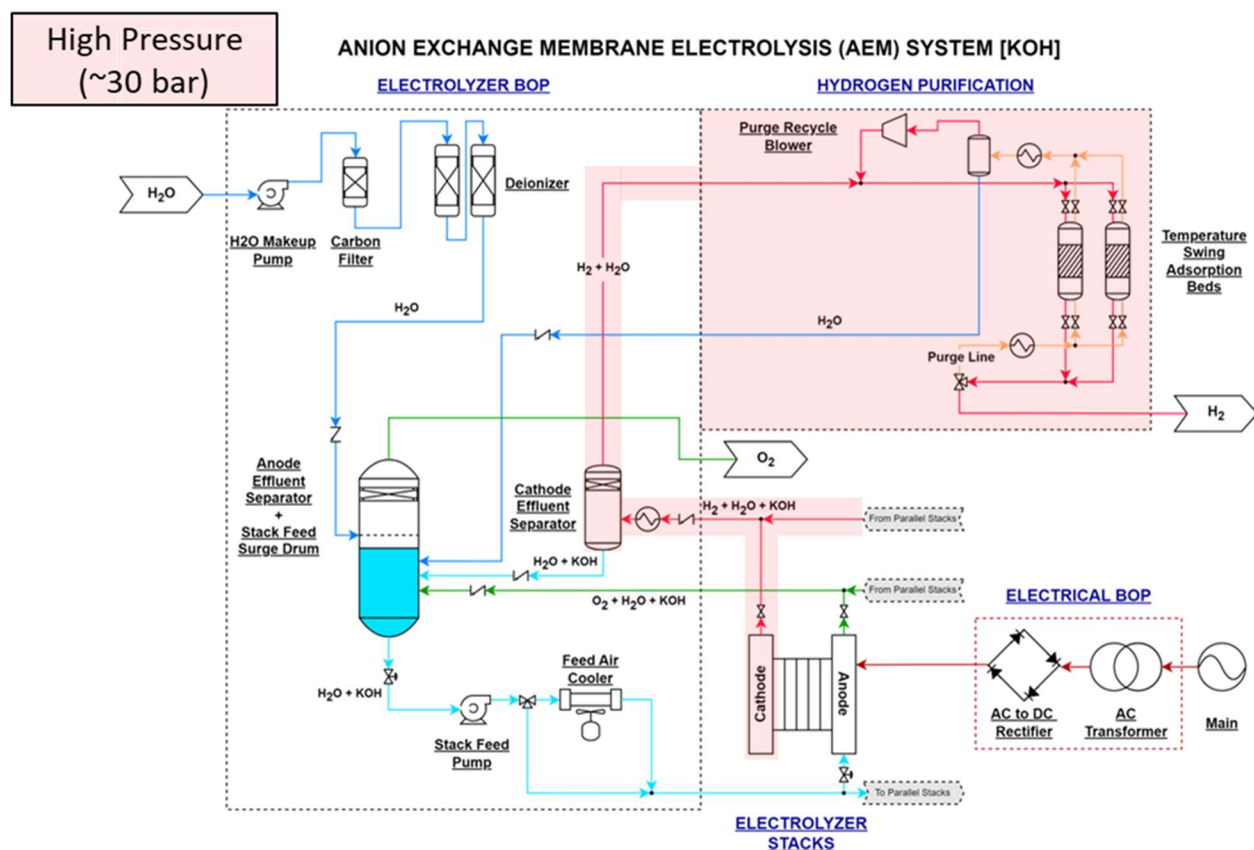 High Pressure
(~30 bar)
ANION EXCHANGE MEMBRANE ELECTROLYSIS (AEM) SYSTEM [KOH]
ELECTROLYZER BOP
HYDROGEN PURIFICATION
Purge Recycle
Blower
H₂O
Deionizer
H2O Makeup
Pump
Carbon
Filter
Temperature
Swing
Adsorption
Beds
H₂ + H₂O
H₂O
H₂O
Purge Line
H₂
O₂
Anode
Effluent
Separator
+
Stack Feed
Surge Drum
Cathode
Effluent
Separator
H₂ + H₂O + KOH
From Parallel Stacks
H₂O + KOH
From Parallel Stacks
O₂ + H₂O + KOH
ELECTRICAL BOP
Feed Air
Cooler
H₂O + KOH
Cathode
Anode
Stack Feed
Pump
AC to DC
Rectifier
AC
Transformer
Main
To Parallel Stacks
ELECTROLYZER
STACKS